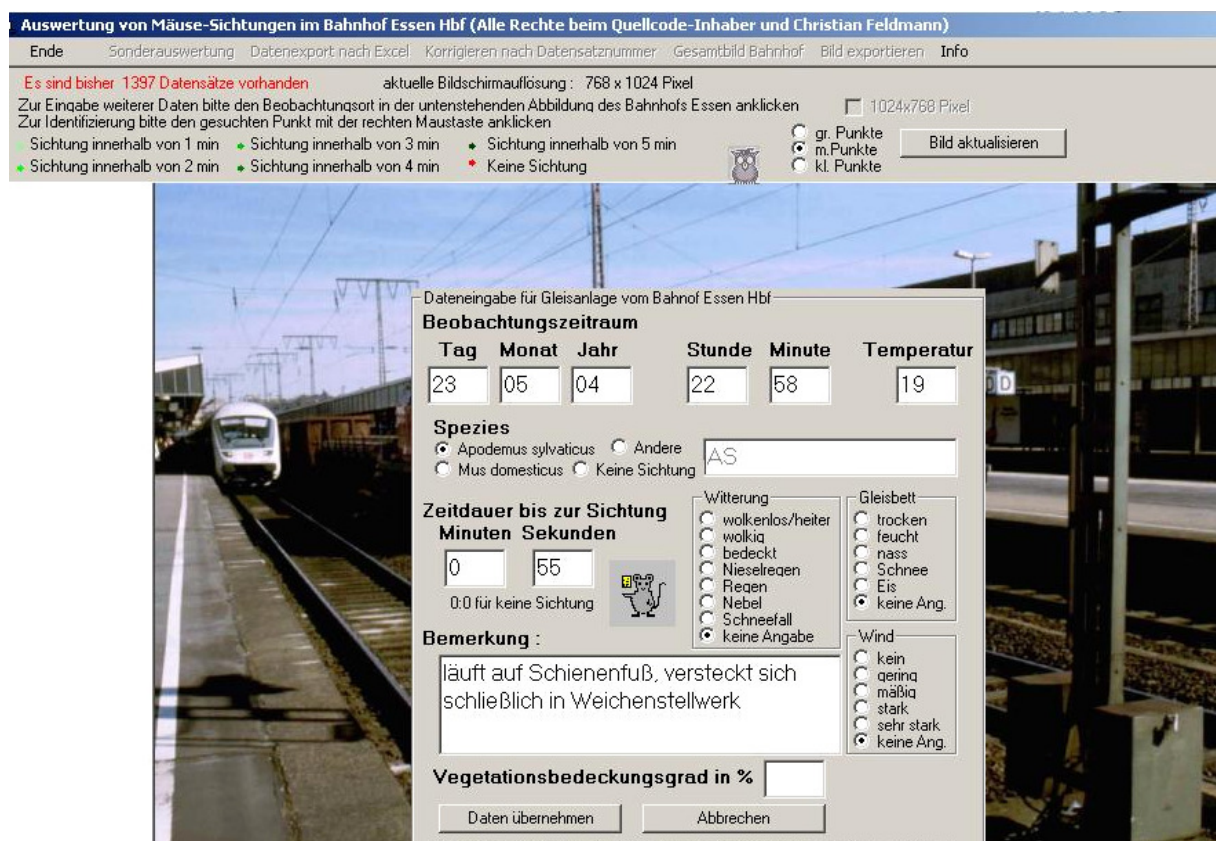 Auswertung von Mäuse-Sichtungen im Bahnhof Essen Hbf (Alle Rechte beim Quellcode-Inhaber und Christian Feldmann)
Ende Sonderauswertung Datenexport nach Excel Korrigieren nach Datensatznummer Gesamtbild Bahnhof Bild exportieren Info
Es sind bisher 1397 Datensätze vorhanden aktuelle Bildschirmauflösung : 768 x 1024 Pixel
Zur Eingabe weiterer Daten bitte den Beobachtungsort in der untenstehenden Abbildung des Bahnhofs Essen anklicken 1024x768 Pixel
Zur Identifizierung bitte den gesuchten Punkt mit der rechten Maustaste anklicken
gr. Punkte
Sichtung innerhalb von 1 min Sichtung innerhalb von 3 min Sichtung innerhalb von 5 min m.Punkte Bild aktualisieren
Sichtung innerhalb von 2 min Sichtung innerhalb von 4 min Keine Sichtung kl. Punkte
Dateneingabe für Gleisanlage vom Bahnof Essen Hbf
Beobachtungszeitraum
Tag Monat Jahr Stunde Minute Temperatur
23 05 04 22 58 19
D
Spezies
Apodemus sylvaticus Andere
Mus domesticus Keine Sichtung
AS
Zeitdauer bis zur Sichtung
Minuten Sekunden
0 55
0:0 für keine Sichtung
Witterung
wolkenlos/heiter
wolkig
bedeckt
Nieselregen
Regen
Nebel
Schneefall
keine Angabe
Gleisbett
trocken
feucht
nass
Schnee
Eis
keine Ang.
Bemerkung :
läuft auf Schienenfuß, versteckt sich
schließlich in Weichenstellwerk
Wind
kein
gering
mäßig
stark
sehr stark
keine Ang.
Vegetationsbedeckungsgrad in %
Daten übernehmen Abbrechen